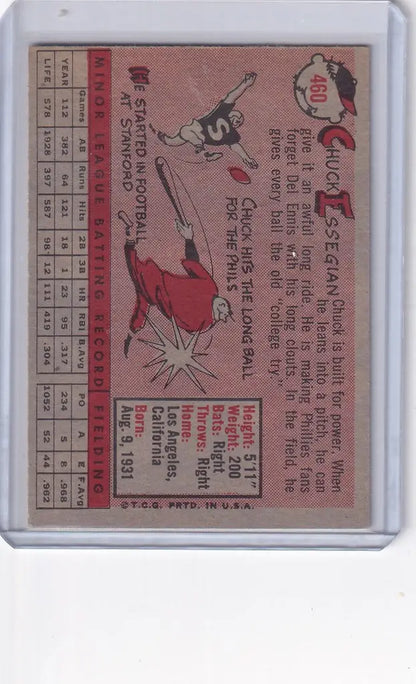 460
CHUCK ESSEGIAN
Chuck is built for power. When
he leans into a pitch, he can
give it an awful long ride. He is making Phillies fans
forget Del Ennis with his long clouts. In the field, he
gives every ball the old "college try".
S
HE STARTED IN FOOTBALL
AT STANFORD
CHUCK HITS THE LONG BALL
FOR THE PHILS
Height: 5'11"
Weight: 200
Bats: Right
Throws: Right
Home:
Los Angeles,
California
Born:
Aug. 9, 1931
MINOR LEAGUE BATTING RECORD FIELDING
Games AB Runs Hits 2B 3B HR RBI B.Avg PO A E F.Avg
YEAR 112 382 64 121 18 1 23 95 .317 234 5 8 .968
LIFE 578 1928 397 587 98 12 111 419 .304 1052 52 44 .962
©T.C.G. PRTD. IN U.S.A.